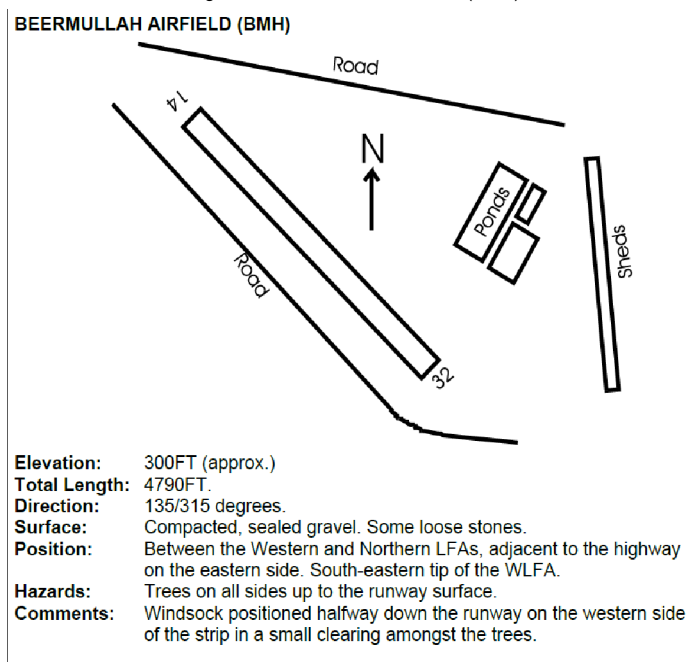 BEERMULLAH AIRFIELD (BMH)
Road
14
N
Ponds
Sheds
Road
32
Elevation: 300FT (approx.)
Total Length: 4790FT.
Direction: 135/315 degrees.
Surface: Compacted, sealed gravel. Some loose stones.
Position: Between the Western and Northern LFAs, adjacent to the highway
on the eastern side. South-eastern tip of the WLFA.
Hazards: Trees on all sides up to the runway surface.
Comments: Windsock positioned halfway down the runway on the western side
of the strip in a small clearing amongst the trees.